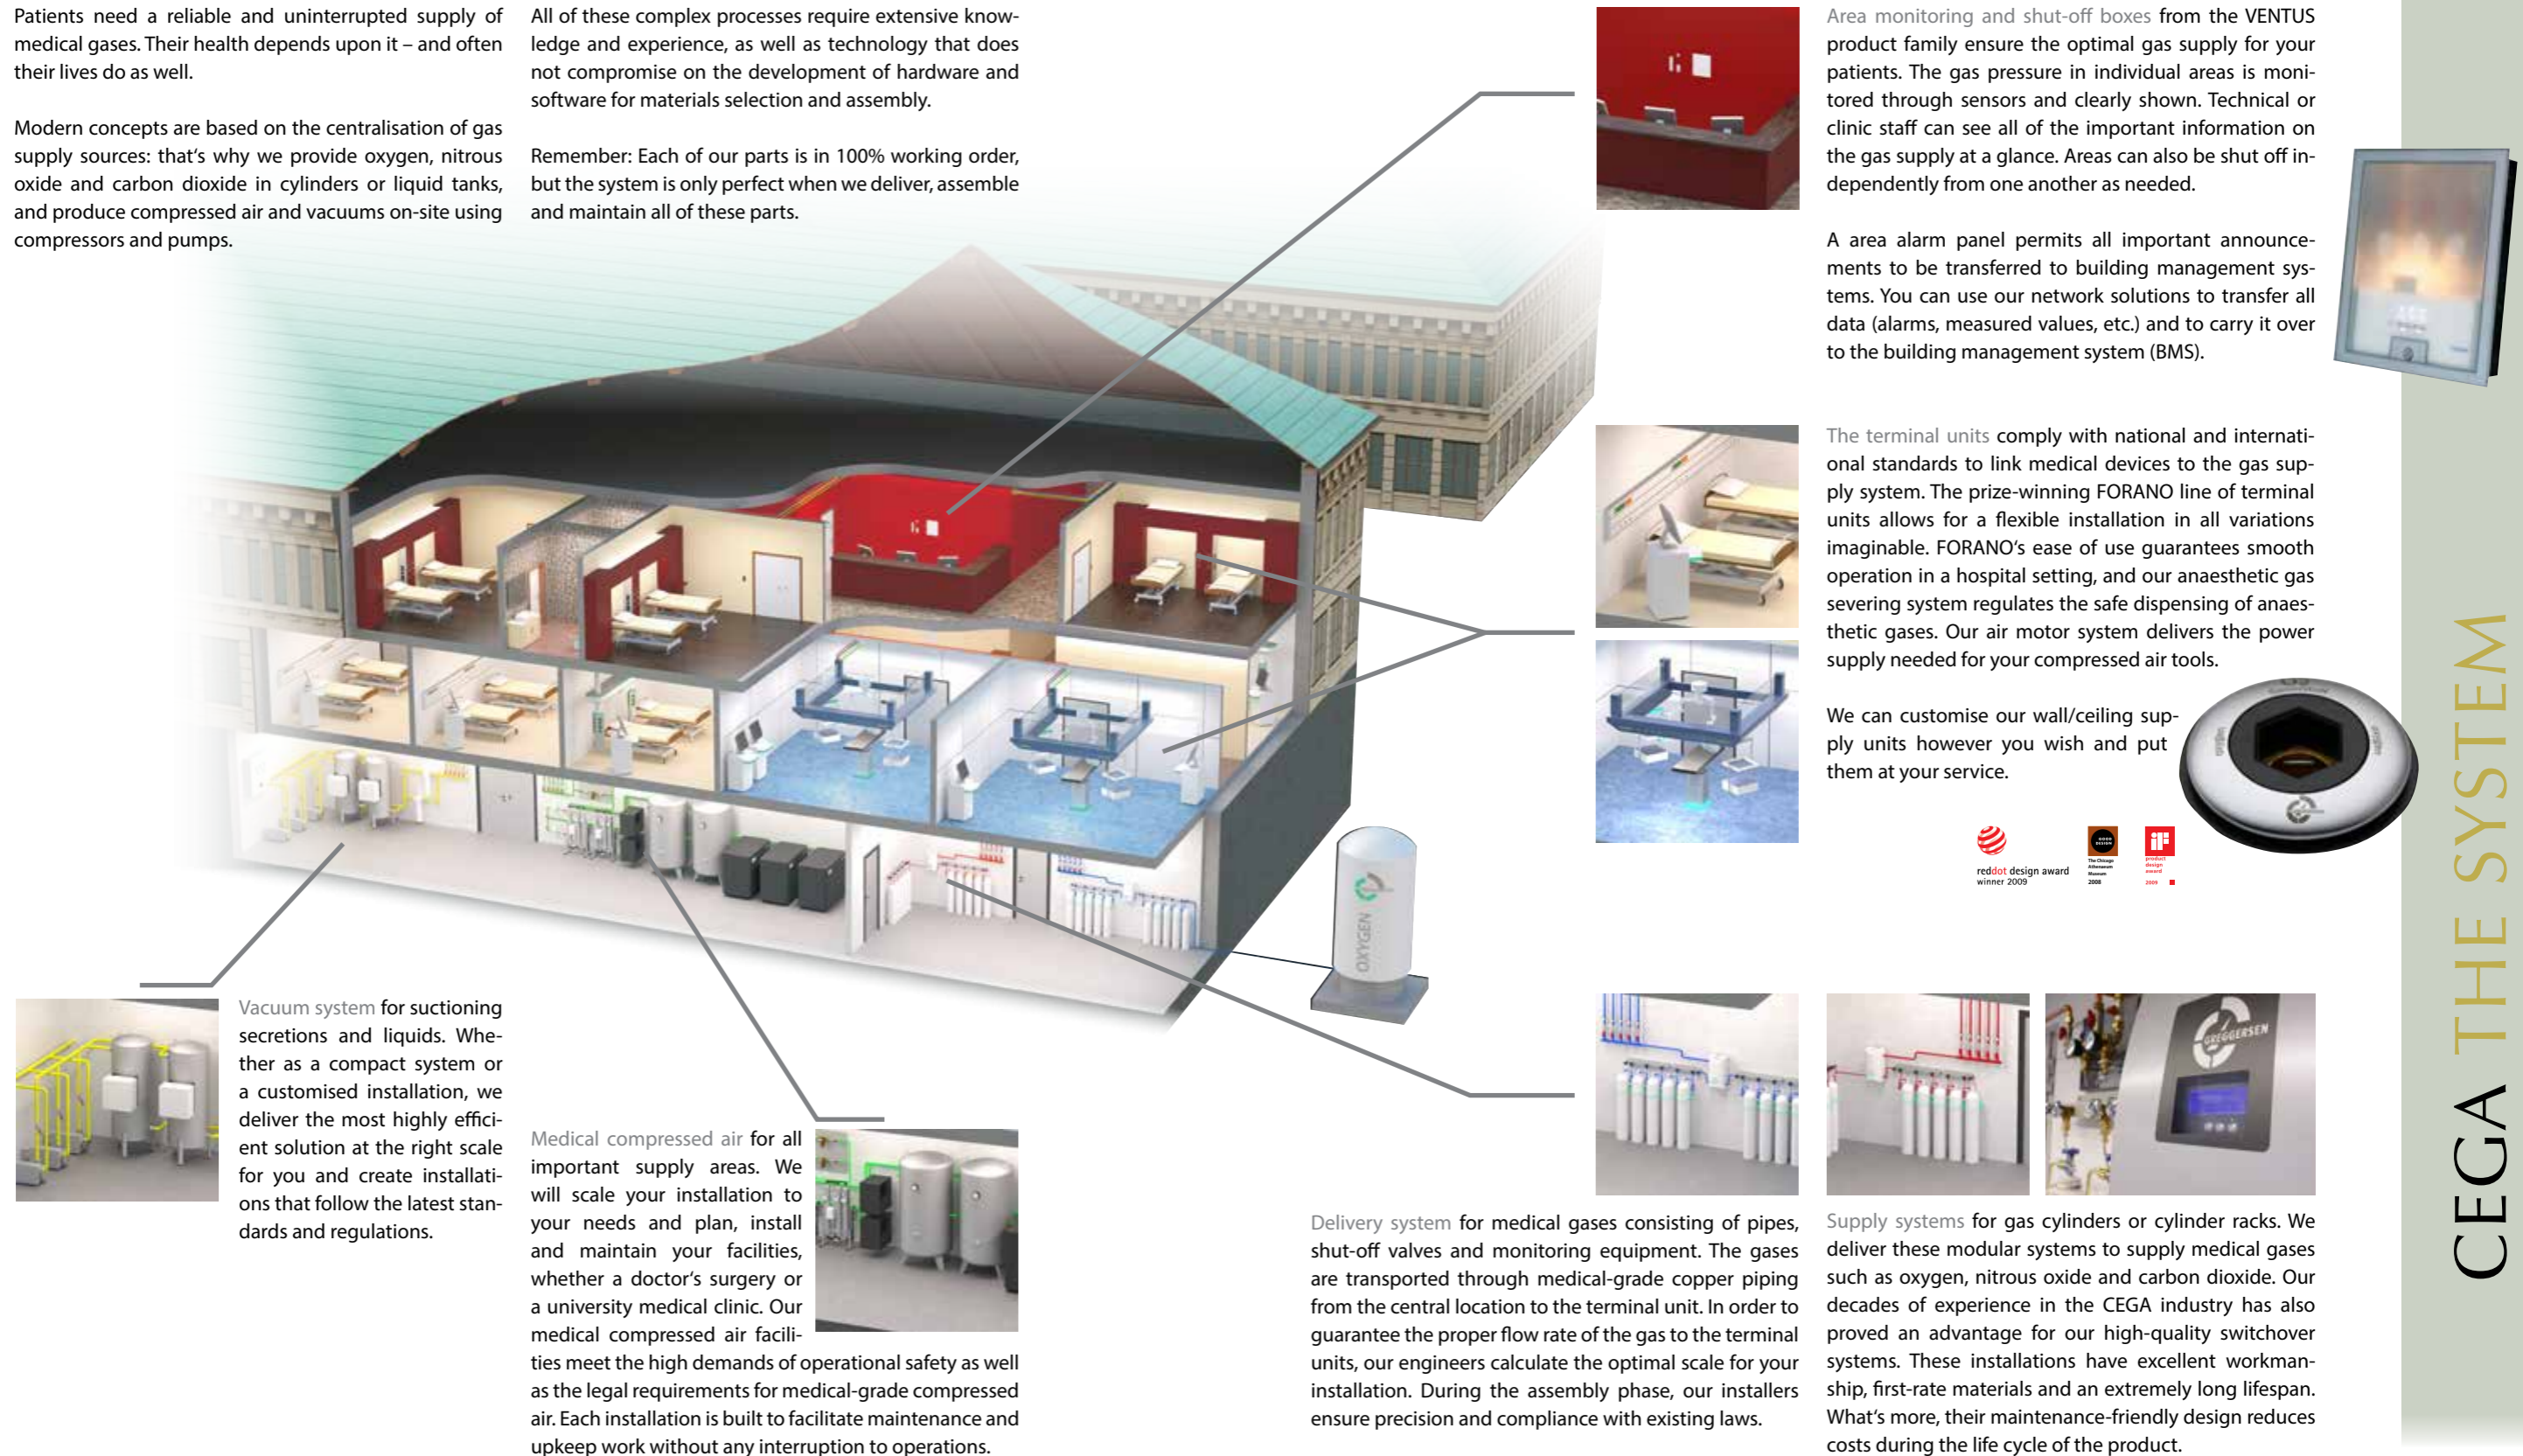 Patients need a reliable and uninterrupted supply of
medical gases. Their health depends upon it – and often
their lives do as well.
Modern concepts are based on the centralisation of gas
supply sources: that‘s why we provide oxygen, nitrous
oxide and carbon dioxide in cylinders or liquid tanks,
and produce compressed air and vacuums on-site using
compressors and pumps.
All of these complex processes require extensive know-
ledge and experience, as well as technology that does
not compromise on the development of hardware and
software for materials selection and assembly.
Remember: Each of our parts is in 100% working order,
but the system is only perfect when we deliver, assemble
and maintain all of these parts.
Area monitoring and shut-off boxes from the VENTUS
product family ensure the optimal gas supply for your
patients. The gas pressure in individual areas is moni-
tored through sensors and clearly shown. Technical or
clinic staff can see all of the important information on
the gas supply at a glance. Areas can also be shut off in-
dependently from one another as needed.
A area alarm panel permits all important announce-
ments to be transferred to building management sys-
tems. You can use our network solutions to transfer all
data (alarms, measured values, etc.) and to carry it over
to the building management system (BMS).
The terminal units comply with national and internati-
onal standards to link medical devices to the gas sup-
ply system. The prize-winning FORANO line of terminal
units allows for a flexible installation in all variations
imaginable. FORANO‘s ease of use guarantees smooth
operation in a hospital setting, and our anaesthetic gas
severing system regulates the safe dispensing of anaes-
thetic gases. Our air motor system delivers the power
supply needed for your compressed air tools.
We can customise our wall/ceiling sup-
ply units however you wish and put
them at your service.
reddot design award
winner 2009
GOOD
DESIGN
The Chicago
Athenaeum
Museum
2008
iF
product
design
award
2009
OXYGEN
Vacuum system for suctioning
secretions and liquids. Whe-
ther as a compact system or
a customised installation, we
deliver the most highly effici-
ent solution at the right scale
for you and create installati-
ons that follow the latest stan-
dards and regulations.
Medical compressed air for all
important supply areas. We
will scale your installation to
your needs and plan, install
and maintain your facilities,
whether a doctor‘s surgery or
a university medical clinic. Our
medical compressed air facili-
ties meet the high demands of operational safety as well
as the legal requirements for medical-grade compressed
air. Each installation is built to facilitate maintenance and
upkeep work without any interruption to operations.
GREGGERSEN
Delivery system for medical gases consisting of pipes,
shut-off valves and monitoring equipment. The gases
are transported through medical-grade copper piping
from the central location to the terminal unit. In order to
guarantee the proper flow rate of the gas to the terminal
units, our engineers calculate the optimal scale for your
installation. During the assembly phase, our installers
ensure precision and compliance with existing laws.
Supply systems for gas cylinders or cylinder racks. We
deliver these modular systems to supply medical gases
such as oxygen, nitrous oxide and carbon dioxide. Our
decades of experience in the CEGA industry has also
proved an advantage for our high-quality switchover
systems. These installations have excellent workman-
ship, first-rate materials and an extremely long lifespan.
What‘s more, their maintenance-friendly design reduces
costs during the life cycle of the product.
CEGA THE SYSTEM